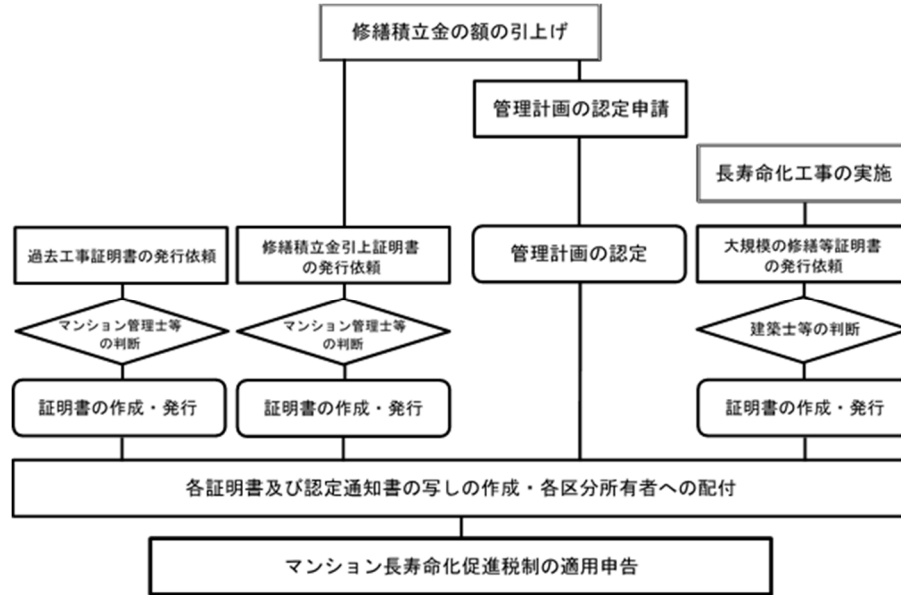 修繕積立金の額の引上げ
管理計画の認定申請
長寿命化工事の実施
過去工事証明書の発行依頼
修繕積立金引上証明書
の発行依頼
管理計画の認定
大規模の修繕等証明書
の発行依頼
マンション管理士等
の判断
マンション管理士等
の判断
建築士等の判断
証明書の作成・発行
証明書の作成・発行
証明書の作成・発行
各証明書及び認定通知書の写しの作成・各区分所有者への配付
マンション長寿命化促進税制の適用申告